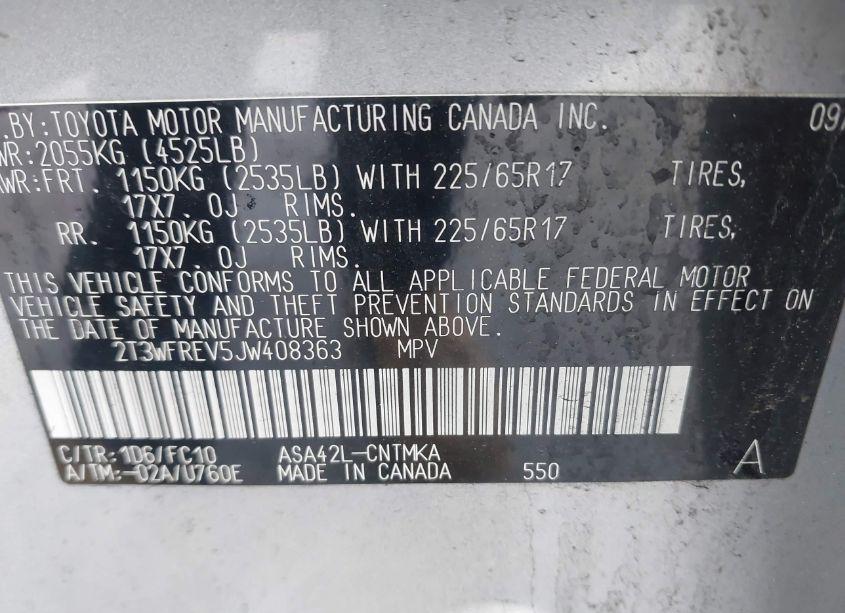 .BY:TOYOTA MOTOR MANUFACTURING CANADA INC. 09/
WR:2055KG (4525LB)
AWR:FRT. 1150KG (2535LB) WITH 225/65R17 TIRES,
17X7.0J RIMS.
RR. 1150KG (2535LB) WITH 225/65R17 TIRES,
17X7.0J RIMS.
THIS VEHICLE CONFORMS TO ALL APPLICABLE FEDERAL MOTOR
VEHICLE SAFETY AND THEFT PREVENTION STANDARDS IN EFFECT ON
THE DATE OF MANUFACTURE SHOWN ABOVE.
2T3WFREV5JW408363 MPV
C/TR:1D6/FC10 ASA42L-CNTMKA
A/TM:-02A/U760E MADE IN CANADA 550 A